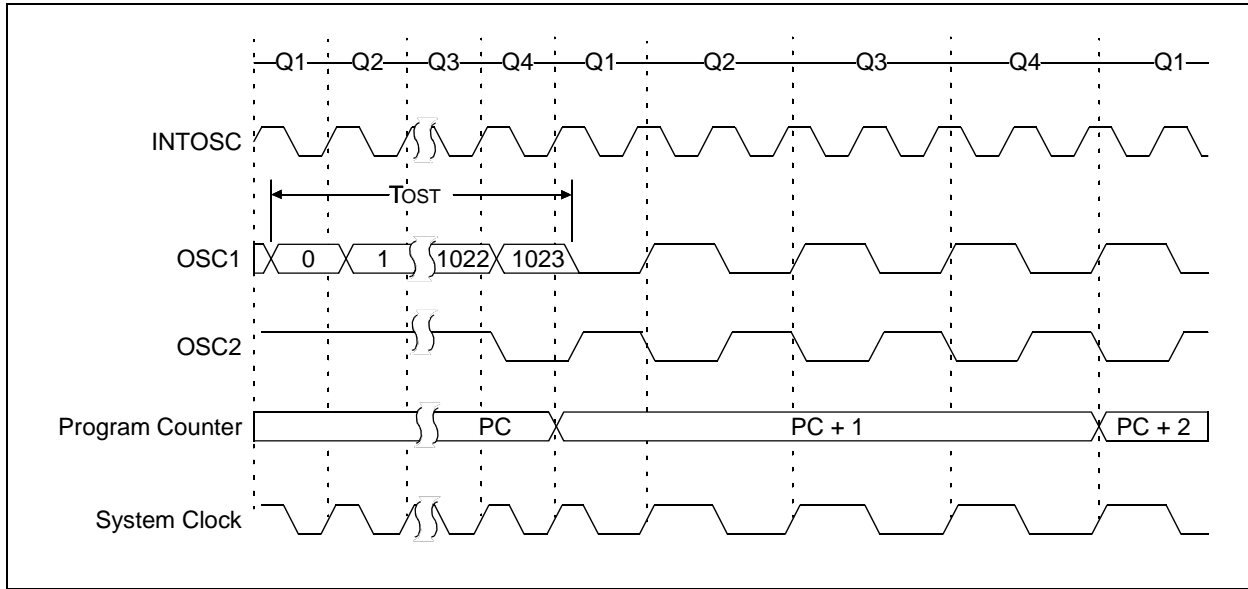 Q1 Q2 Q3 Q4 Q1 Q2 Q3 Q4 Q1
INTOSC
TOST
OSC1 0 1 1022 1023
OSC2
Program Counter PC PC + 1 PC + 2
System Clock